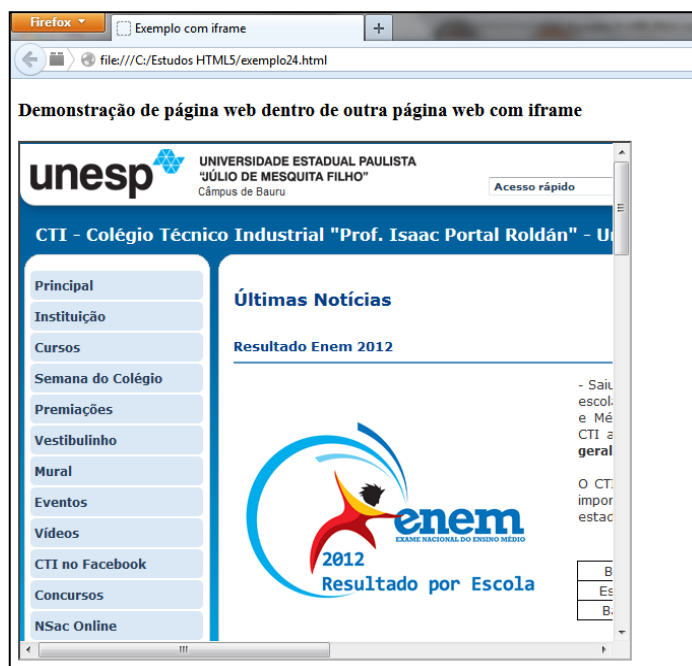 Firefox
Exemplo com iframe
file:///C:/Estudos HTML5/exemplo24.html
Demonstração de página web dentro de outra página web com iframe
unesp
UNIVERSIDADE ESTADUAL PAULISTA
"JÚLIO DE MESQUITA FILHO"
Câmpus de Bauru
Acesso rápido
CTI - Colégio Técnico Industrial "Prof. Isaac Portal Roldán" - Un
Principal
Instituição
Cursos
Semana do Colégio
Premiações
Vestibulinho
Mural
Eventos
Vídeos
CTI no Facebook
Concursos
NSac Online
Últimas Notícias
Resultado Enem 2012
enem
EXAME NACIONAL DO ENSINO MÉDIO
2012
Resultado por Escola
- Saiu
escol
e Mé
CTI a
geral
O CT
impor
estad
B
Es
Ba